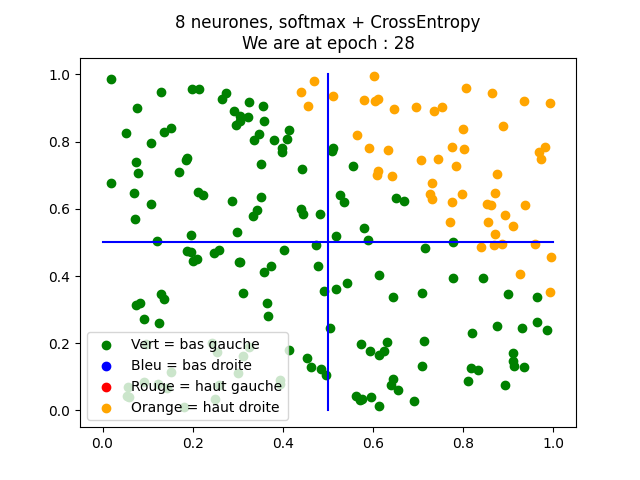 8 neurones, softmax + CrossEntropy
We are at epoch : 28
1.0
0.8
0.6
0.4
0.2
0.0
Vert = bas gauche
Bleu = bas droite
Rouge = haut gauche
Orange = haut droite
0.0 0.2 0.4 0.6 0.8 1.0